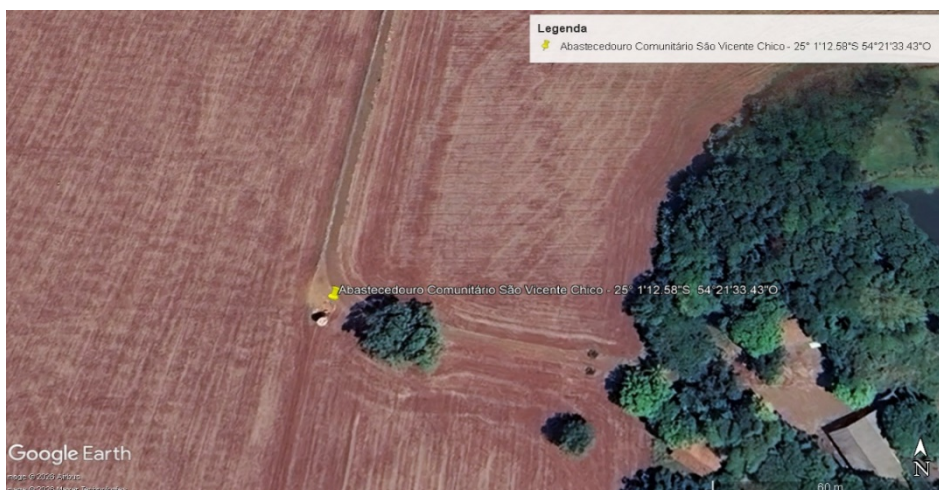 Legenda
Abastecedouro Comunitário São Vicente Chico - 25° 1'12.58"S 54°21'33.43"O
Abastecedouro Comunitário São Vicente Chico - 25° 1'12.58"S 54°21'33.43"O
Google Earth
60 m
N